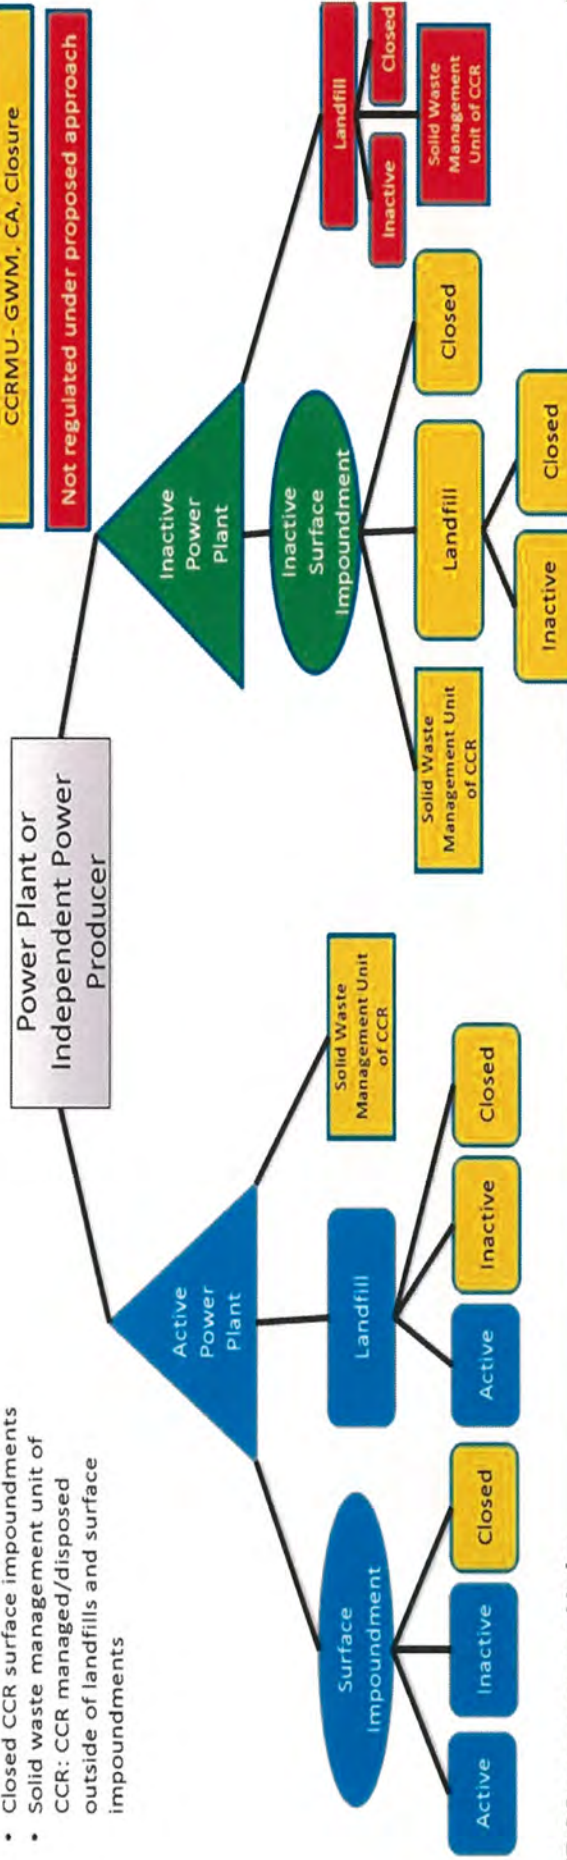 • Closed CCR surface impoundments
• Solid waste management unit of
CCR: CCR managed/disposed
outside of landfills and surface
impoundments
CCRMU- GWM, CA, Closure
Not regulated under proposed approach
Power Plant or
Independent Power
Producer
Active
Power
Plant
Inactive
Power
Plant
Surface
Impoundment
Landfill
Solid Waste
Management Unit
of CCR
Active
Inactive
Closed
Active
Inactive
Closed
Inactive
Surface
Impoundment
Landfill
Inactive
Closed
Solid Waste
Management
Unit of CCR
Solid Waste
Management Unit
of CCR
Landfill
Closed
Inactive
Closed